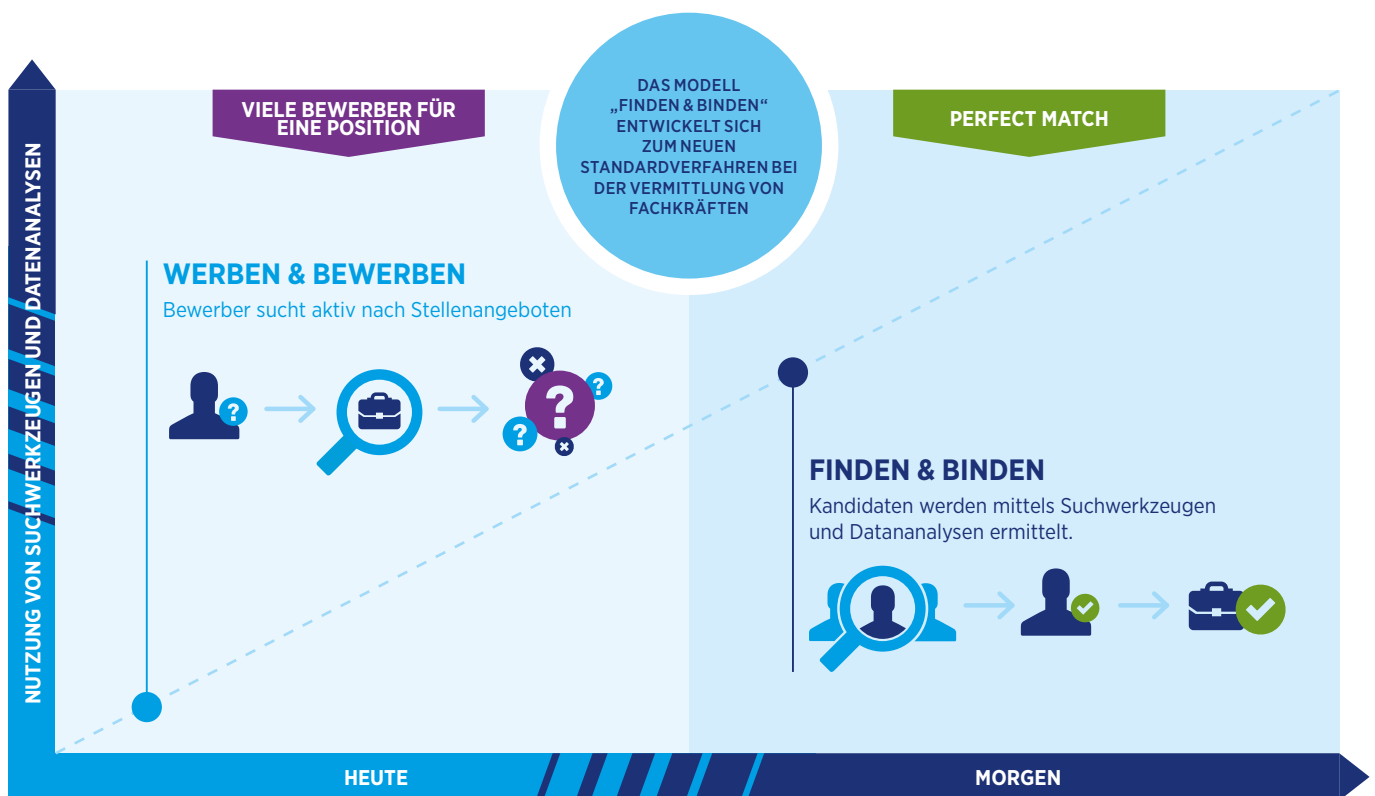 VIELE BEWERBER FÜR
EINE POSITION
DAS MODELL
„FINDEN & BINDEN“
ENTWICKELT SICH
ZUM NEUEN
STANDARDVERFAHREN BEI
DER VERMITTLUNG VON
FACHKRÄFTEN
PERFECT MATCH
NUTZUNG VON SUCHWERKZEUGEN UND DATENANALYSEN
WERBEN & BEWERBEN
Bewerber sucht aktiv nach Stellenangeboten
?
?
?
?
FINDEN & BINDEN
Kandidaten werden mittels Suchwerkzeugen
und Datananalysen ermittelt.
HEUTE
MORGEN